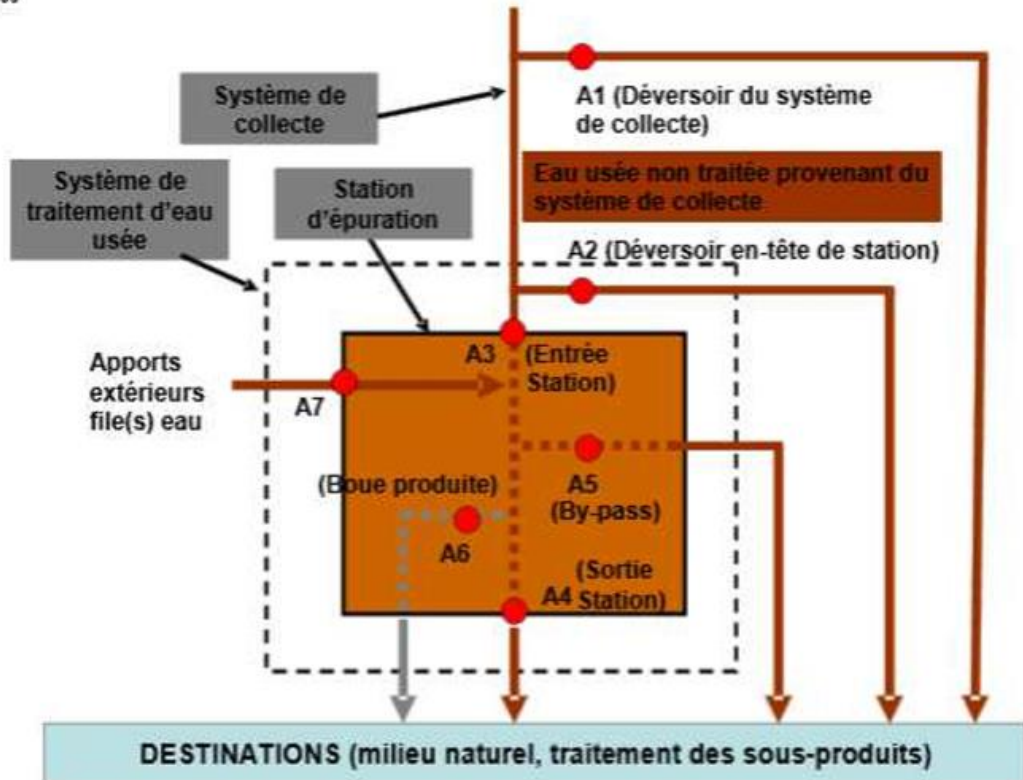 Système de
collecte
A1 (Déversoir du système
de collecte)
Système de
traitement d'eau
usée
Station
d'épuration
Eau usée non traitée provenant du
système de collecte
A2 (Déversoir en-tête de station)
Apports
extérieurs
file(s) eau
A3 (Entrée
Station)
A7
(Boue produite)
A5
(By-pass)
A6
(Sortie
A4 Station)
DESTINATIONS (milieu naturel, traitement des sous-produits)